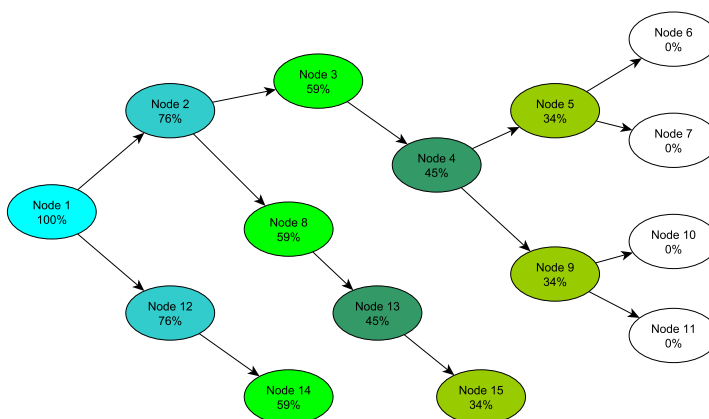 Node 1
100%
Node 2
76%
Node 3
59%
Node 4
45%
Node 5
34%
Node 6
0%
Node 7
0%
Node 8
59%
Node 9
34%
Node 10
0%
Node 11
0%
Node 12
76%
Node 13
45%
Node 14
59%
Node 15
34%